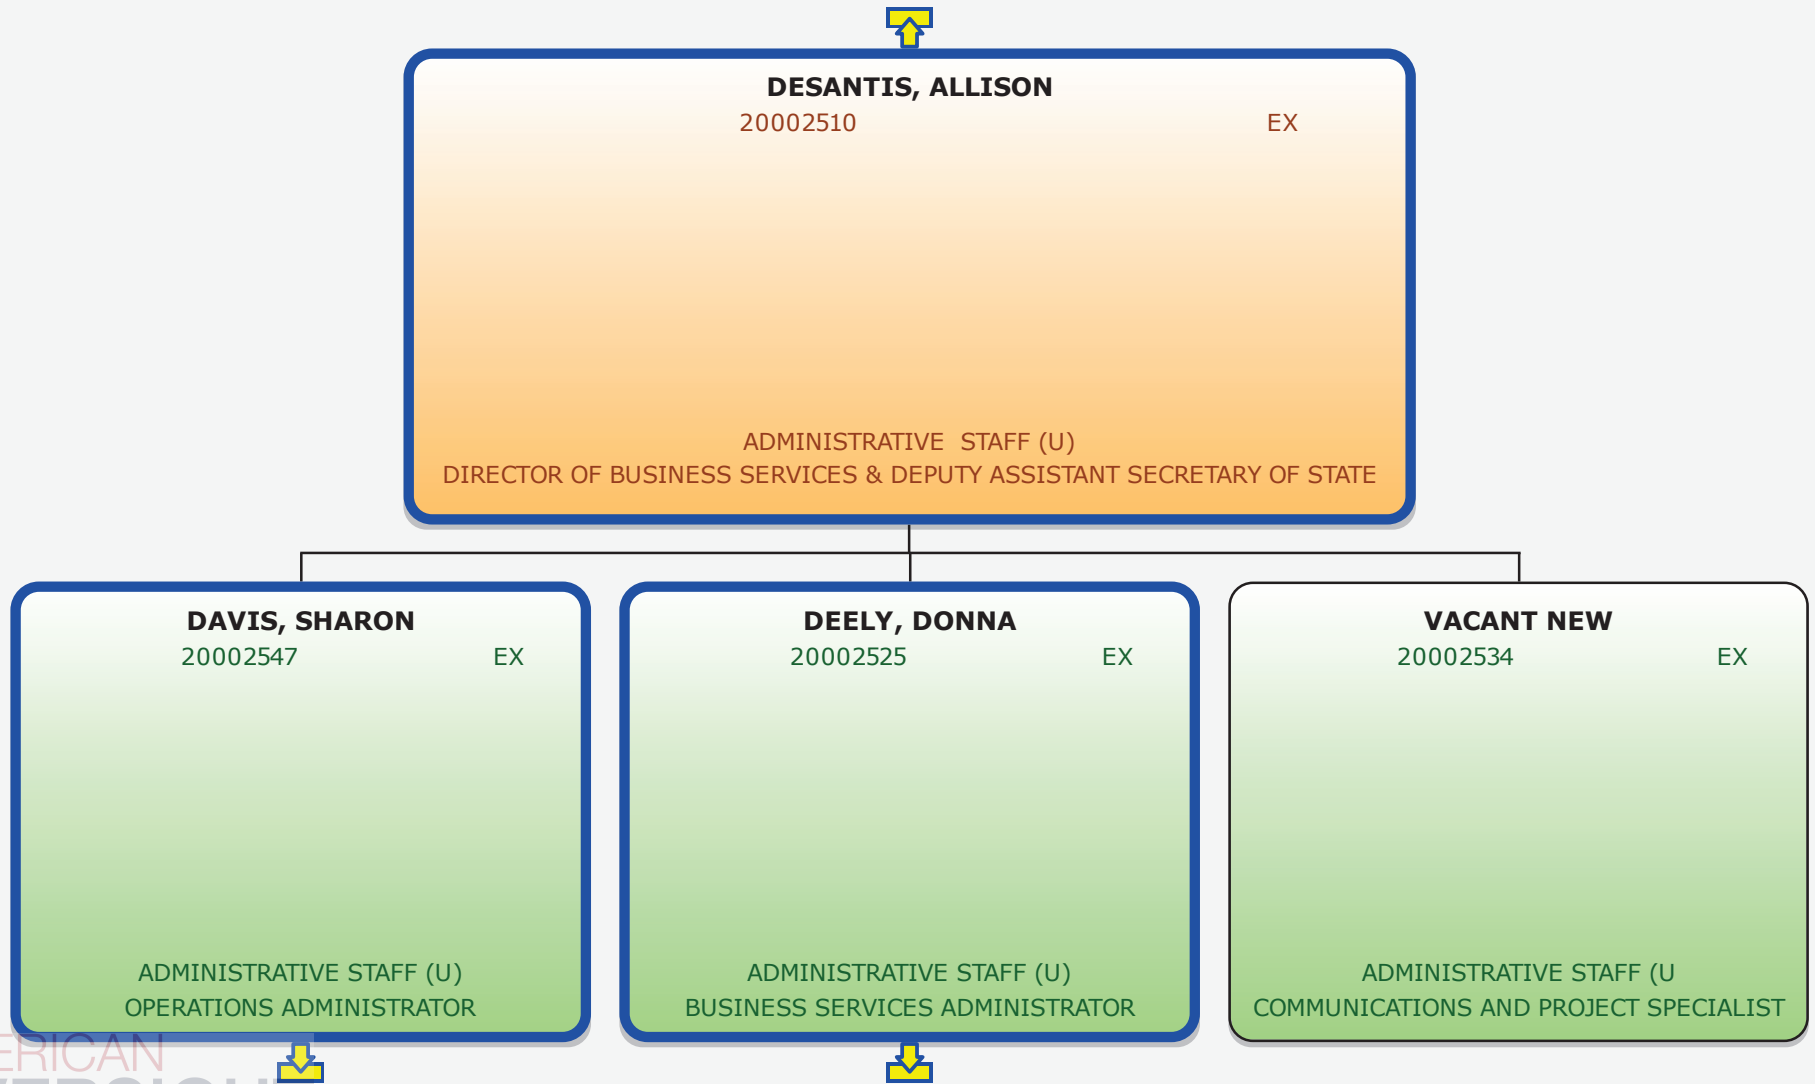 DESANTIS, ALLISON
20002510 EX
ADMINISTRATIVE STAFF (U)
DIRECTOR OF BUSINESS SERVICES & DEPUTY ASSISTANT SECRETARY OF STATE
DAVIS, SHARON
20002547 EX
ADMINISTRATIVE STAFF (U)
OPERATIONS ADMINISTRATOR
DEELY, DONNA
20002525 EX
ADMINISTRATIVE STAFF (U)
BUSINESS SERVICES ADMINISTRATOR
VACANT NEW
20002534 EX
ADMINISTRATIVE STAFF (U
COMMUNICATIONS AND PROJECT SPECIALIST
ERICAN